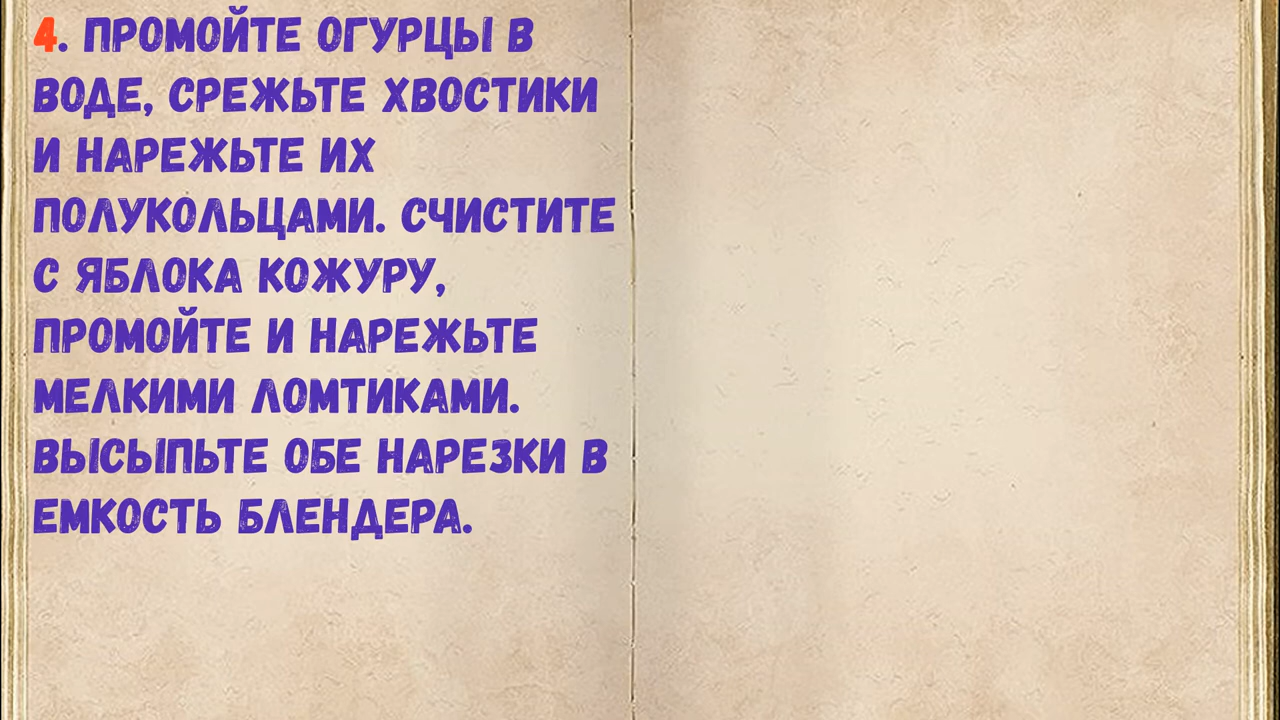 4. ПРОМОЙТЕ ОГУРЦЫ В
ВОДЕ, СРЕЖЬТЕ ХВОСТИКИ
И НАРЕЖЬТЕ ИХ
ПОЛУКОЛЬЦАМИ. СЧИСТИТЕ
С ЯБЛОКА КОЖУРУ,
ПРОМОЙТЕ И НАРЕЖЬТЕ
МЕЛКИМИ ЛОМТИКАМИ.
ВЫСЫПЬТЕ ОБЕ НАРЕЗКИ В
ЕМКОСТЬ БЛЕНДЕРА.